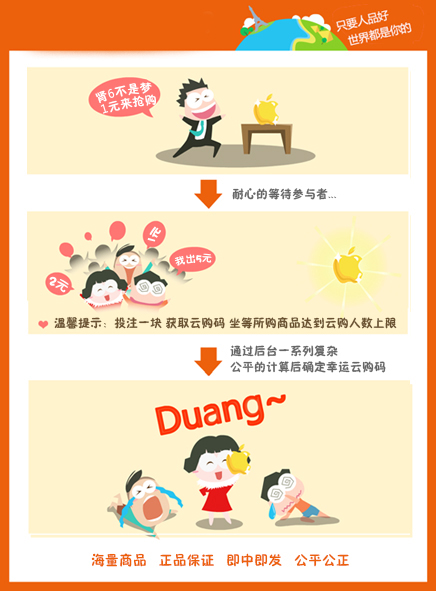 只要人品好
世界都是你的
肾6不是梦
1元来抢购
耐心的等待参与者...
2元
1元
我出5元
温馨提示：投注一块 获取云购码 坐等所购商品达到云购人数上限
通过后台一系列复杂
公平的计算后确定幸运云购码
Duang~
海量商品 正品保证 即中即发 公平公正